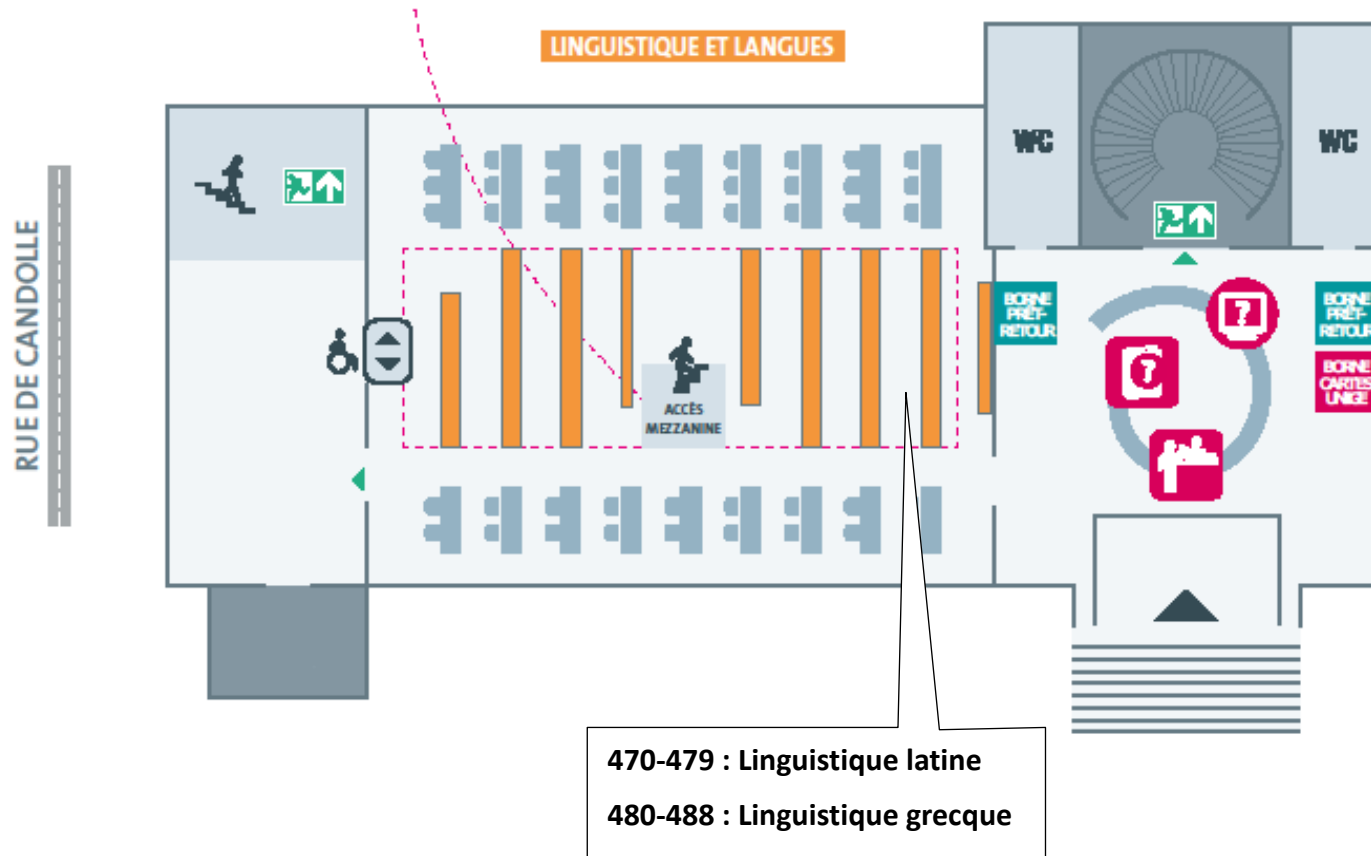 LINGUISTIQUE ET LANGUES
WC
WC
RUE DE CANDOLLE
BORNE
PRÊT-
RETOUR
?
?
BORNE
PRÊT-
RETOUR
BORNE
CARTES
UNIGE
ACCÈS
MEZZANINE
470-479 : Linguistique latine
480-488 : Linguistique grecque